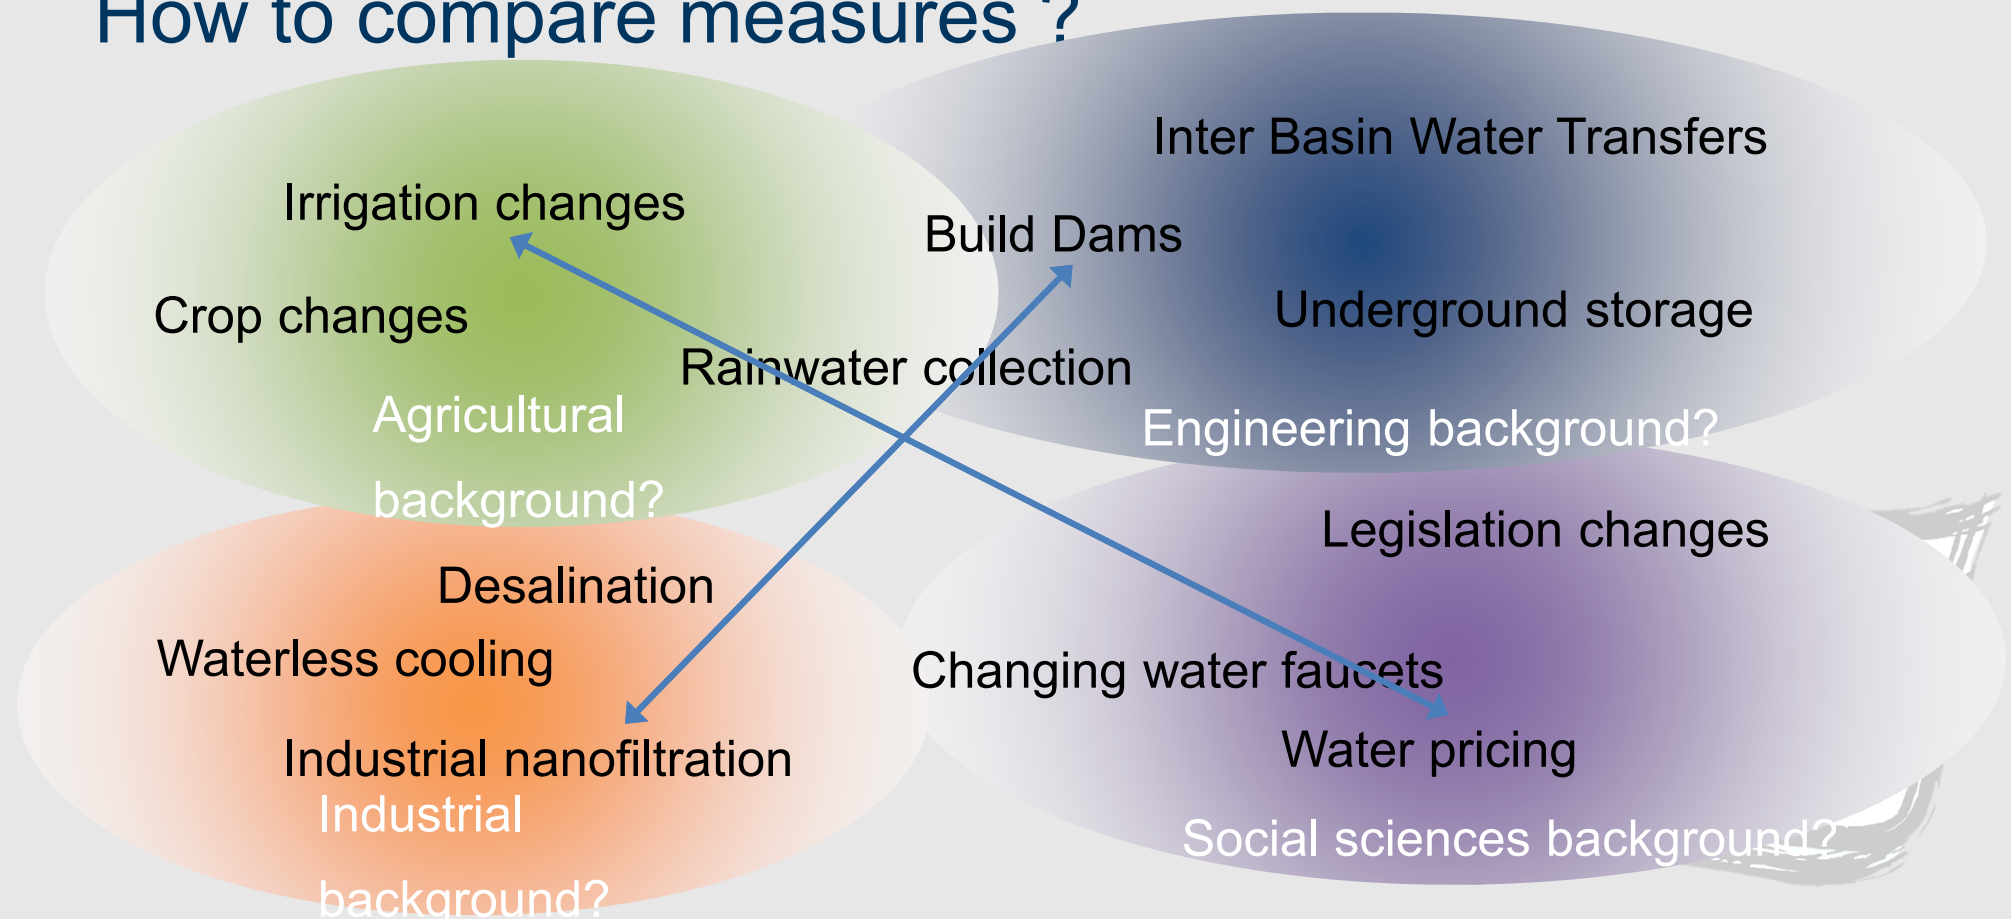 How to compare measures ?
Inter Basin Water Transfers
Irrigation changes
Build Dams
Crop changes
Underground storage
Rainwater collection
Agricultural
background?
Engineering background?
Legislation changes
Desalination
Waterless cooling
Changing water faucets
Industrial nanofiltration
Water pricing
Industrial
background?
Social sciences background?